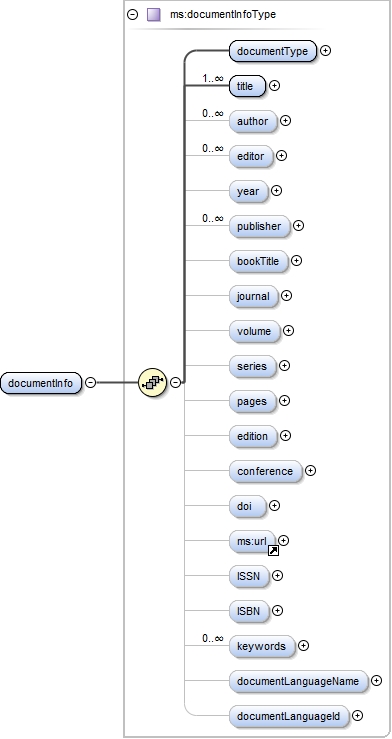 ms:documentInfoType
documentType
1..∞
title
0..∞
author
0..∞
editor
year
0..∞
publisher
bookTitle
journal
volume
series
pages
documentInfo
edition
conference
doi
ms:url
ISSN
ISBN
0..∞
keywords
documentLanguageName
documentLanguageId